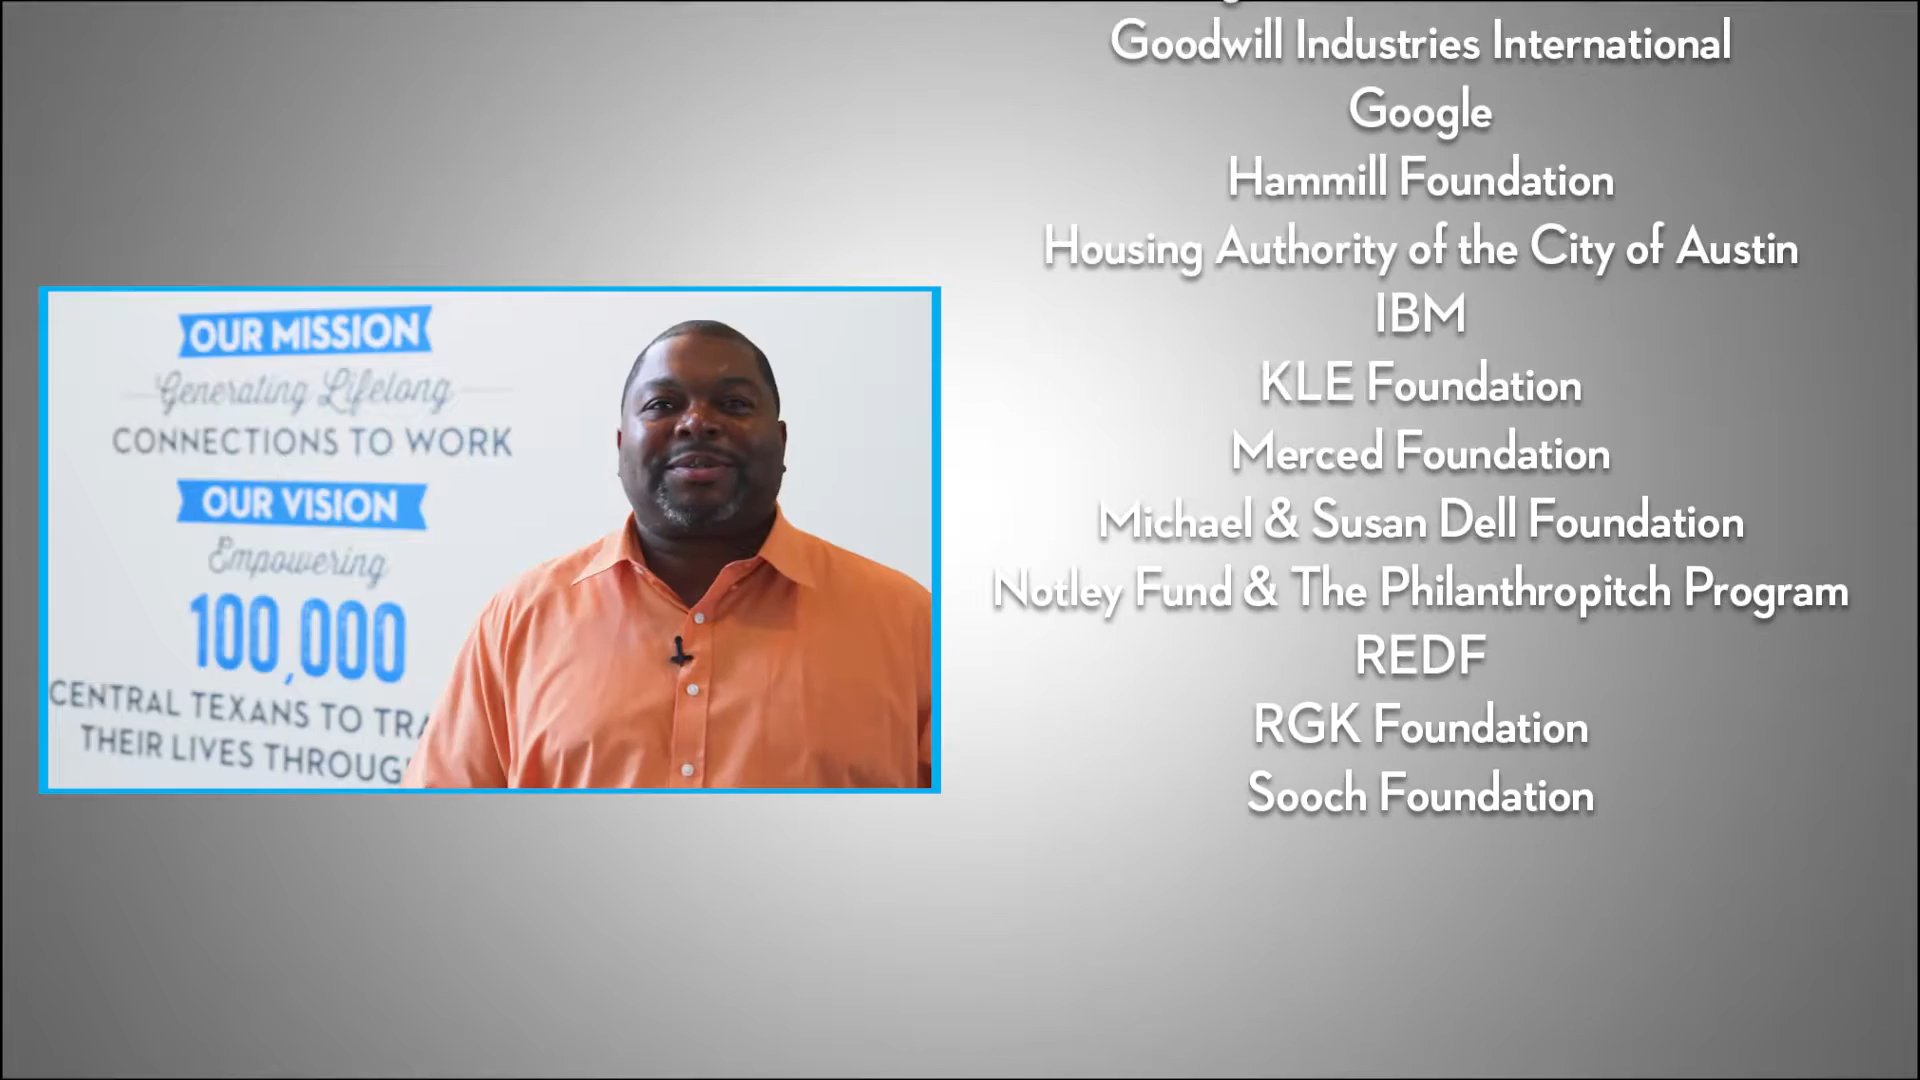 OUR MISSION
Generating Lifelong
CONNECTIONS TO WORK
OUR VISION
Empowering
100,000
CENTRAL TEXANS TO
THEIR LIVES
Goodwill Industries International
Google
Hammill Foundation
Housing Authority of the City of Austin
IBM
KLE Foundation
Merced Foundation
Michael & Susan Dell Foundation
Notley Fund & The Philanthropitch Program
REDF
RGK Foundation
Sooch Foundation